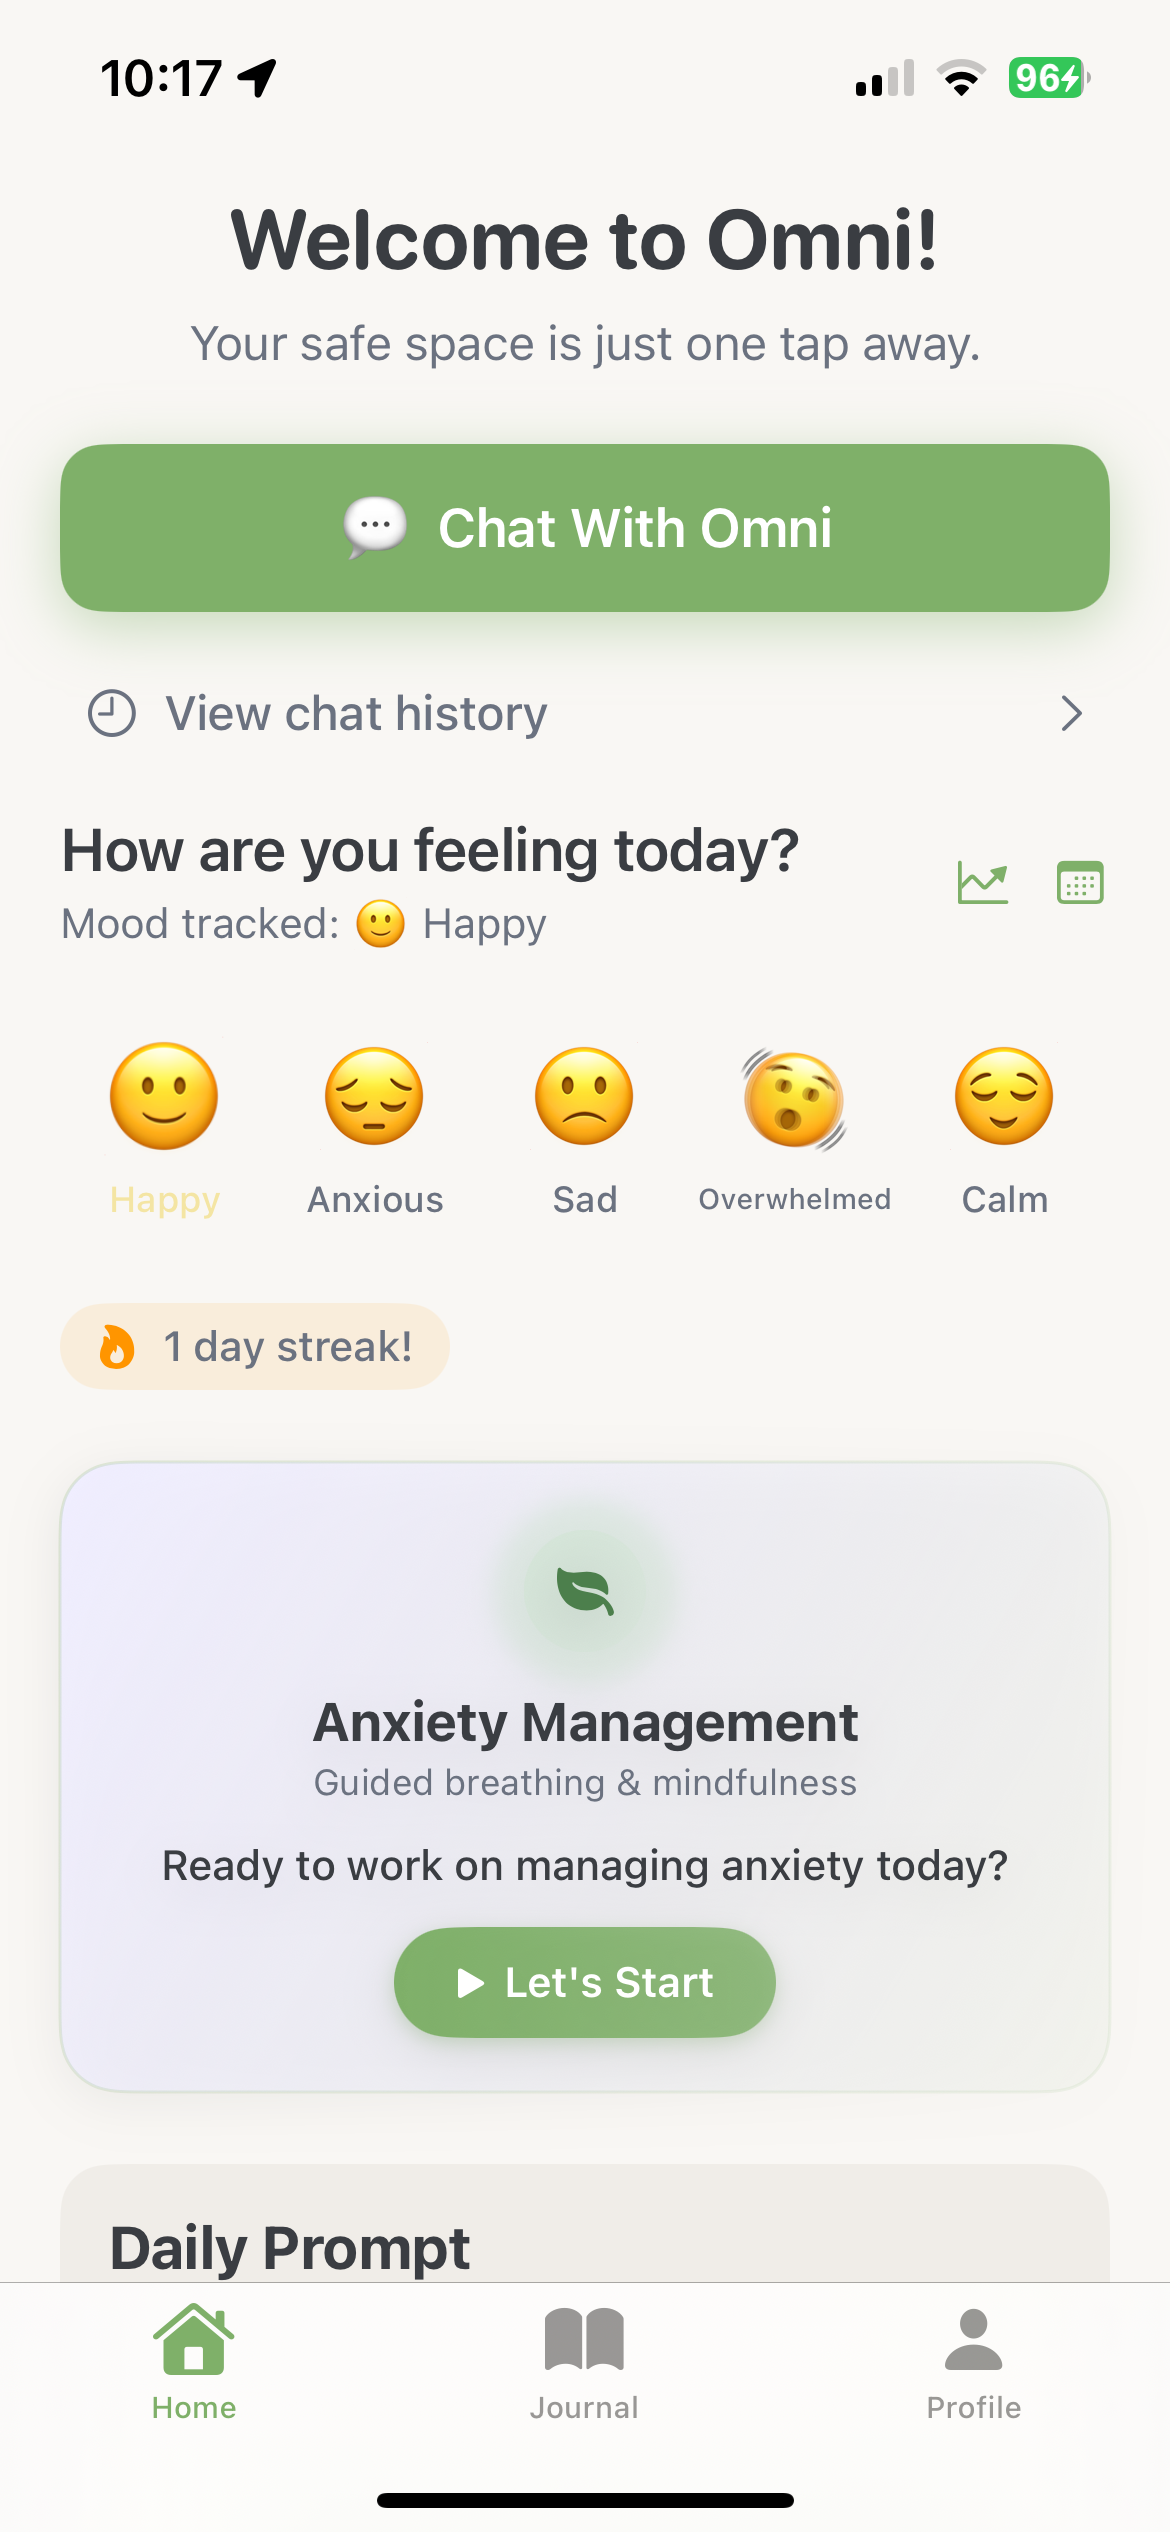 10:17
96
Welcome to Omni!
Your safe space is just one tap away.
💬 Chat With Omni
View chat history
How are you feeling today?
Mood tracked: 🙂 Happy
Happy Anxious Sad Overwhelmed Calm
1 day streak!
Anxiety Management
Guided breathing & mindfulness
Ready to work on managing anxiety today?
Let's Start
Daily Prompt
Home Journal Profile